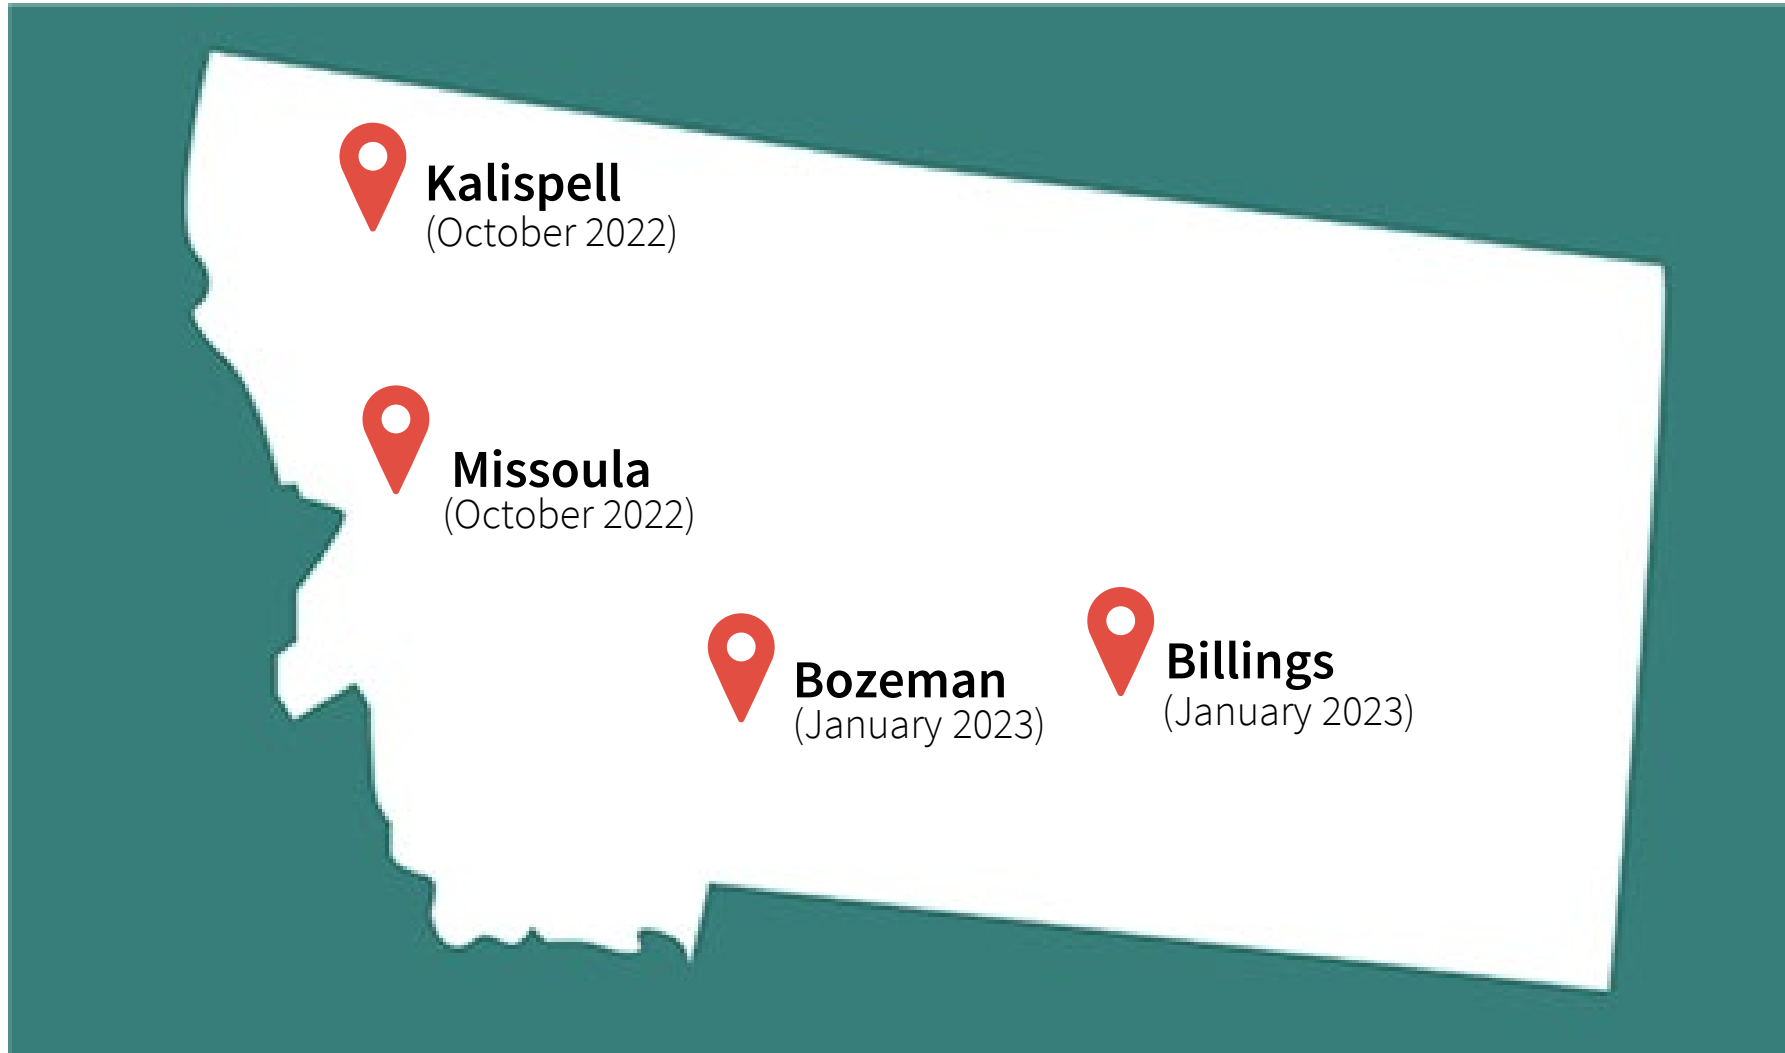 Kalispell
(October 2022)
Missoula
(October 2022)
Bozeman
(January 2023)
Billings
(January 2023)